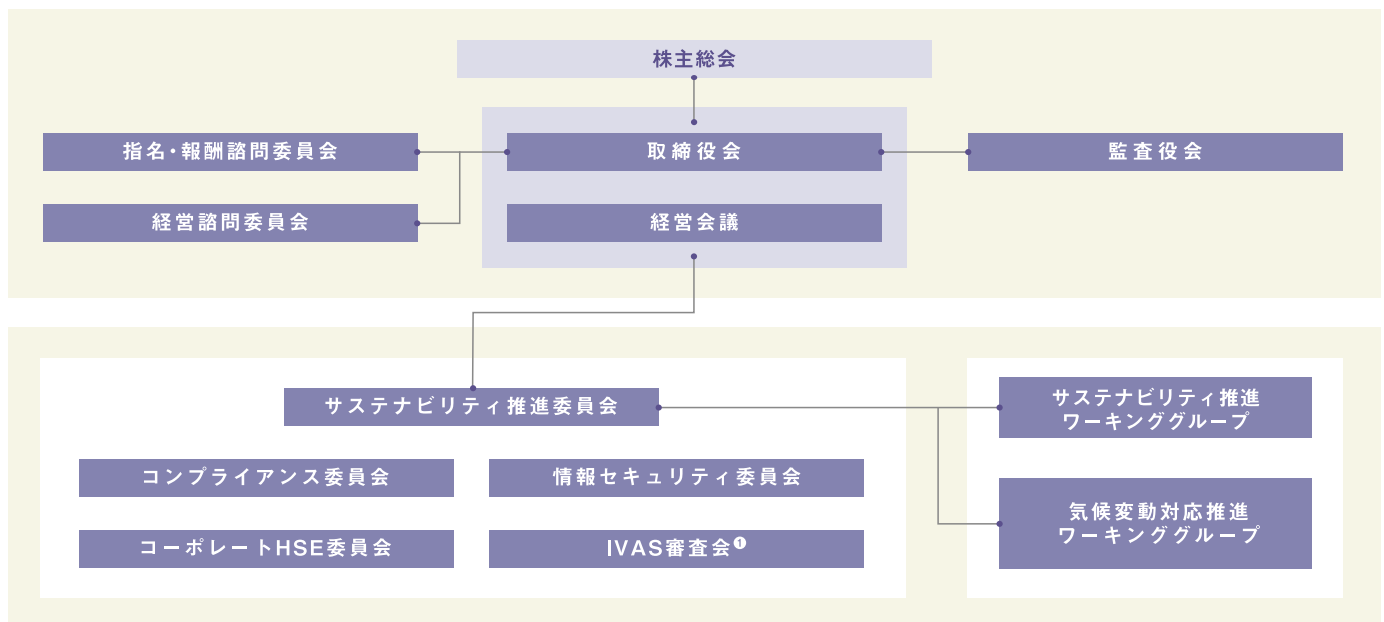 株主総会
指名・報酬諮問委員会
取締役会
監査役会
経営諮問委員会
経営会議
サステナビリティ推進委員会
サステナビリティ推進
ワーキンググループ
コンプライアンス委員会
情報セキュリティ委員会
気候変動対応推進
ワーキンググループ
コーポレートHSE委員会
IVAS審査会❶